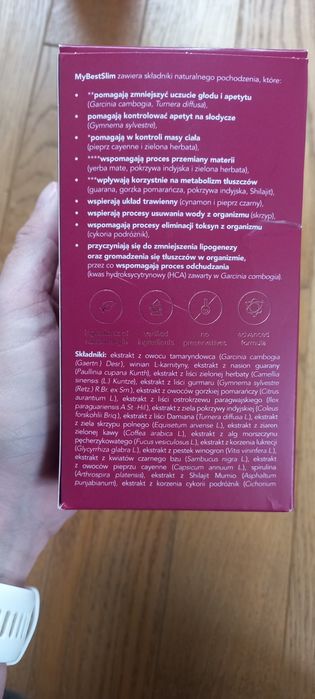 MyBestSlim zawiera składniki naturalnego pochodzenia, które:
• **pomagają zmniejszyć uczucie głodu i apetytu
(Garcinia cambogia, Turnera diffusa),
• pomagają kontrolować apetyt na słodycze
(Gymnema sylvestre),
• *pomagają w kontroli masy ciała
(pieprz cayenne i zielona herbata),
• ****wspomagają proces przemiany materii
(yerba mate, pokrzywa indyjska i zielona herbata),
• ***wpływają korzystnie na metabolizm tłuszczów
(guarana, gorzka pomarańcza, pokrzywa indyjska, Shilajit),
• wspierają układ trawienny (cynamon i pieprz czarny),
• wspierają procesy usuwania wody z organizmu (skrzyp),
• wspomagają procesy eliminacji toksyn z organizmu
(cykoria podróżnik),
• przyczyniają się do zmniejszenia lipogenezy
oraz gromadzenia się tłuszczów w organizmie,
przez co wspomagają proces odchudzania
(kwas hydroksycytrynowy (HCA) zawarty w Garcinii cambogia).
ingredients of
verified
ingredients
no
preservatives
advanced
formula
Składniki: ekstrakt z owocu tamaryndowca (Garcinia cambogia
(Gaertn.) Desr.), winian L-karnityny, ekstrakt z nasion guarany
(Paullinia cupana Kunth), ekstrakt z liści zielonej herbaty (Camellia
sinensis (L.) Kuntze), ekstrakt z liści gurmaru (Gymnema sylvestre
(Retz.) R.Br. ex Sm.), ekstrakt z owoców gorzkiej pomarańczy (Citrus
aurantium L.), ekstrakt z liści ostrokrzewu paragwajskiego (Ilex
paraguariensis A.St.-Hil.), ekstrakt z ziela pokrzywy indyjskiej (Coleus
forskohlii Briq.), ekstrakt z liści Damiana (Turnera diffusa L.), ekstrakt
z ziela skrzypu polnego (Equisetum arvense L.), ekstrakt z ziaren
zielonej kawy (Coffea arabica L.), ekstrakt z alg morszczynu
pęcherzykowatego (Fucus vesiculosus L.), ekstrakt z korzenia lukrecji
(Glycyrrhiza glabra L.), ekstrakt z pestek winogron (Vitis vinifera L.),
ekstrakt z kwiatów czarnego bzu (Sambucus nigra L.), ekstrakt
z owoców pieprzu cayenne (Capsicum annuum L.), spirulina
(Arthrospira platensis), ekstrakt z Shilajit Mumio (Asphaltum
punjabianum), ekstrakt z korzenia cykorii podróżnik (Cichorium